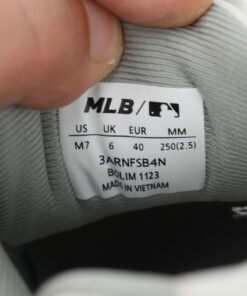 MLB/
US UK EUR MM
M7 6 40 250(2.5)
3ARNFSB4N
BOLIM 1123
MADE IN VIETNAM